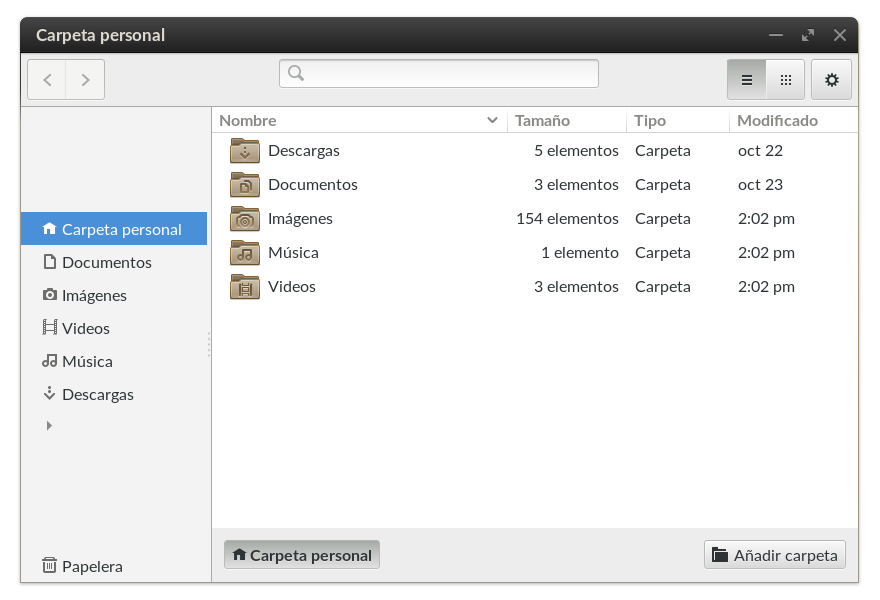 Carpeta personal
Nombre Tamaño Tipo Modificado
Descargas 5 elementos Carpeta oct 22
Documentos 3 elementos Carpeta oct 23
Imágenes 154 elementos Carpeta 2:02 pm
Música 1 elemento Carpeta 2:02 pm
Videos 3 elementos Carpeta 2:02 pm
Carpeta personal
Documentos
Imágenes
Videos
Música
Descargas
Papelera
Carpeta personal
Añadir carpeta